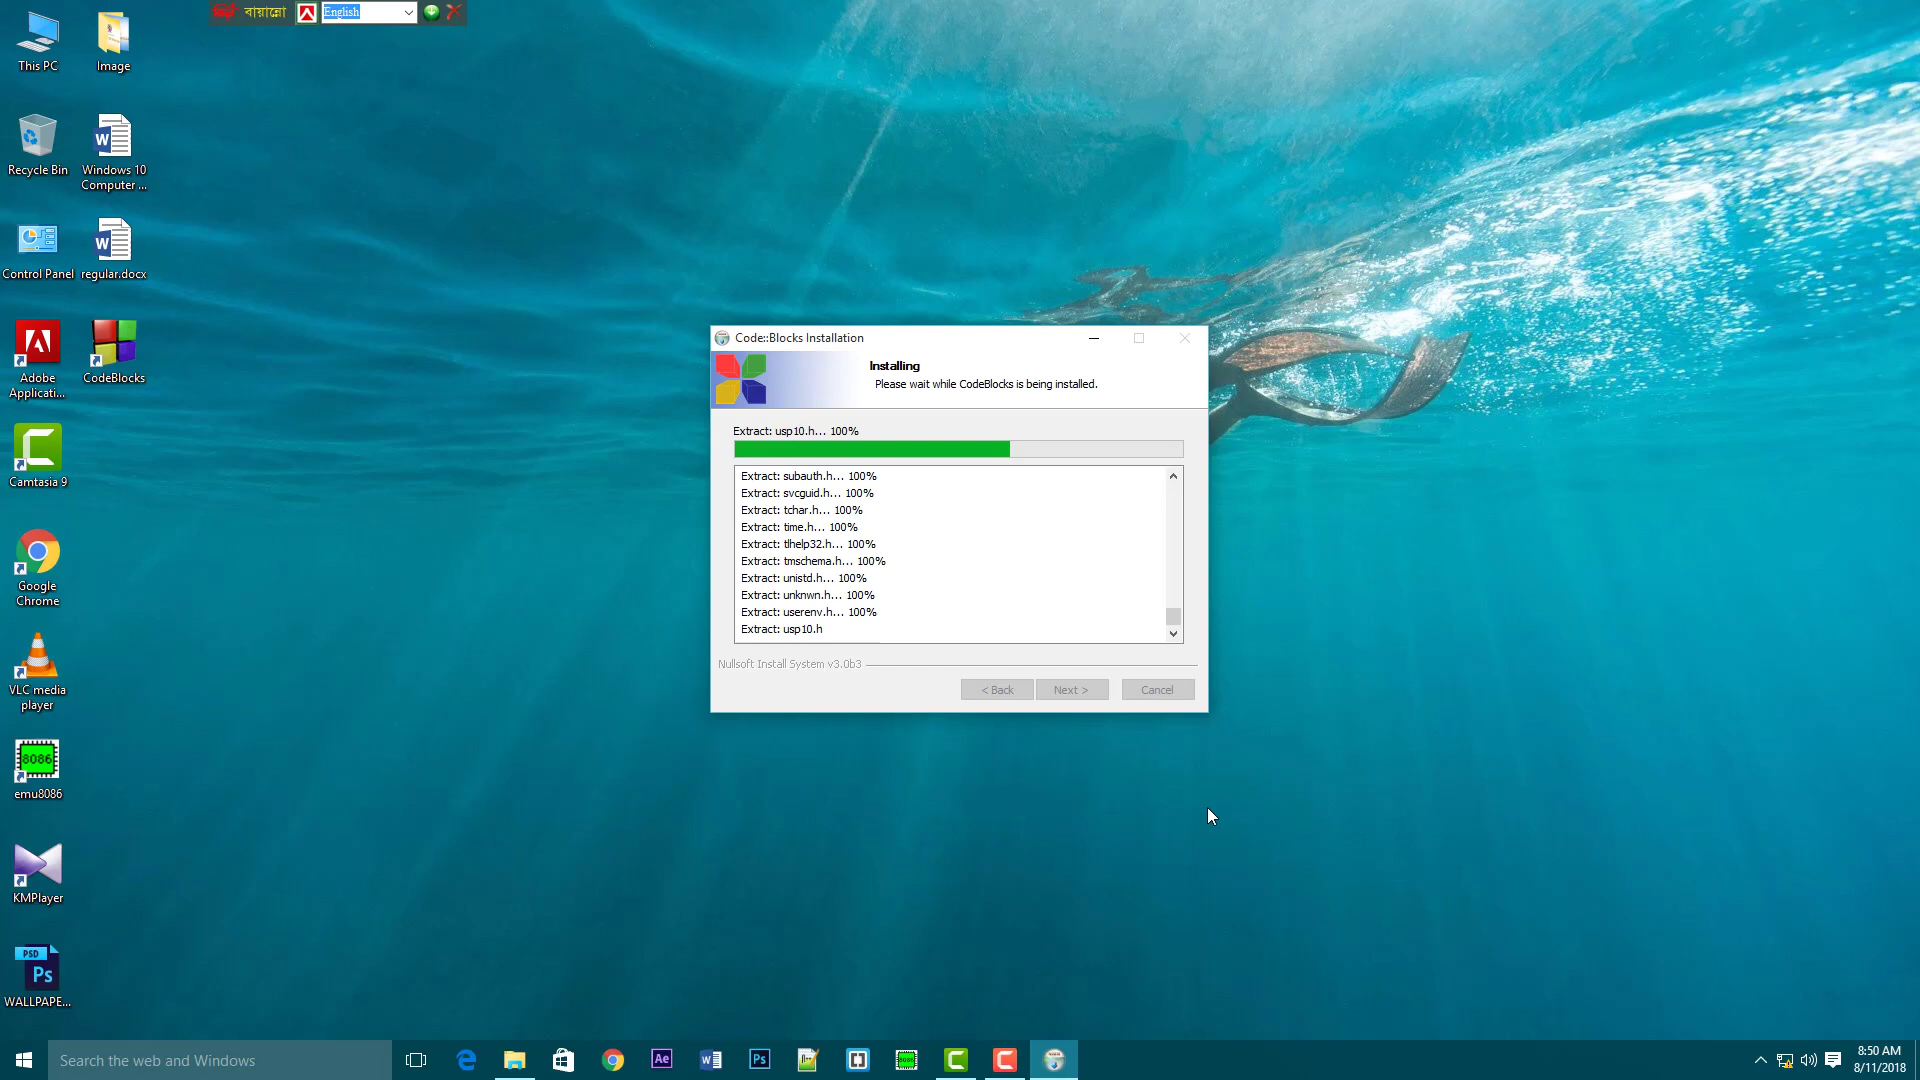 বায়ান্নো
English
This PC
Image
Recycle Bin
Windows 10
Computer ...
Control Panel
regular.docx
Adobe
Applicati...
CodeBlocks
Camtasia 9
Google
Chrome
VLC media
player
8086
emu8086
KMPlayer
PSD
Ps
WALLPAPE...
Code::Blocks Installation
Installing
Please wait while CodeBlocks is being installed.
Extract: usp10.h... 100%
Extract: subauth.h... 100%
Extract: svcguid.h... 100%
Extract: tchar.h... 100%
Extract: time.h... 100%
Extract: tlhelp32.h... 100%
Extract: tmschema.h... 100%
Extract: unistd.h... 100%
Extract: unknwn.h... 100%
Extract: userenv.h... 100%
Extract: usp10.h
Nullsoft Install System v3.0b3
< Back
Next >
Cancel
Search the web and Windows
Ae
Ps
8086
8:50 AM
8/11/2018